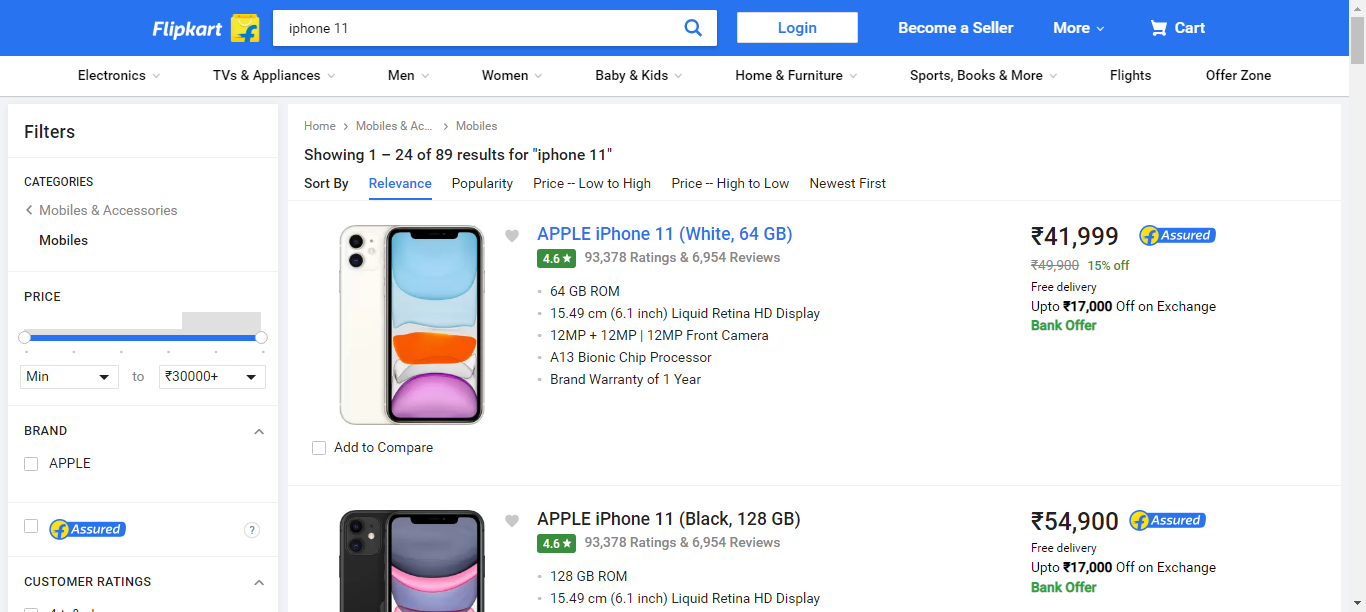 Flipkart
iphone 11
Login
Become a Seller
More
Cart
Electronics
TVs & Appliances
Men
Women
Baby & Kids
Home & Furniture
Sports, Books & More
Flights
Offer Zone
Filters
CATEGORIES
Mobiles & Accessories
Mobiles
PRICE
Min to ₹30000+
BRAND
APPLE
Assured
?
CUSTOMER RATINGS
Home > Mobiles & Ac... > Mobiles
Showing 1 – 24 of 89 results for "iphone 11"
Sort By Relevance Popularity Price -- Low to High Price -- High to Low Newest First
APPLE iPhone 11 (White, 64 GB)
4.6★ 93,378 Ratings & 6,954 Reviews
64 GB ROM
15.49 cm (6.1 inch) Liquid Retina HD Display
12MP + 12MP | 12MP Front Camera
A13 Bionic Chip Processor
Brand Warranty of 1 Year
Add to Compare
₹41,999 Assured
₹49,900 15% off
Free delivery
Upto ₹17,000 Off on Exchange
Bank Offer
APPLE iPhone 11 (Black, 128 GB)
4.6★ 93,378 Ratings & 6,954 Reviews
128 GB ROM
15.49 cm (6.1 inch) Liquid Retina HD Display
₹54,900 Assured
Free delivery
Upto ₹17,000 Off on Exchange
Bank Offer